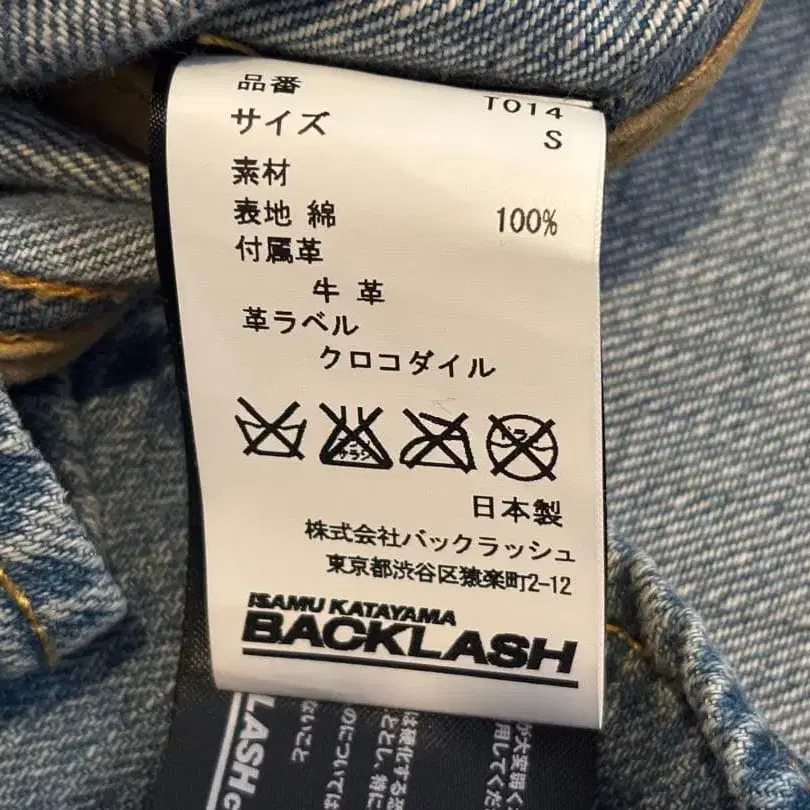 品番 T014
サイズ S
素材
表地 綿 100%
付属革
牛 革
革ラベル
クロコダイル
日本製
株式会社バックラッシュ
東京都渋谷区猿楽町2-12
ISAMU KATAYAMA
BACKLASH